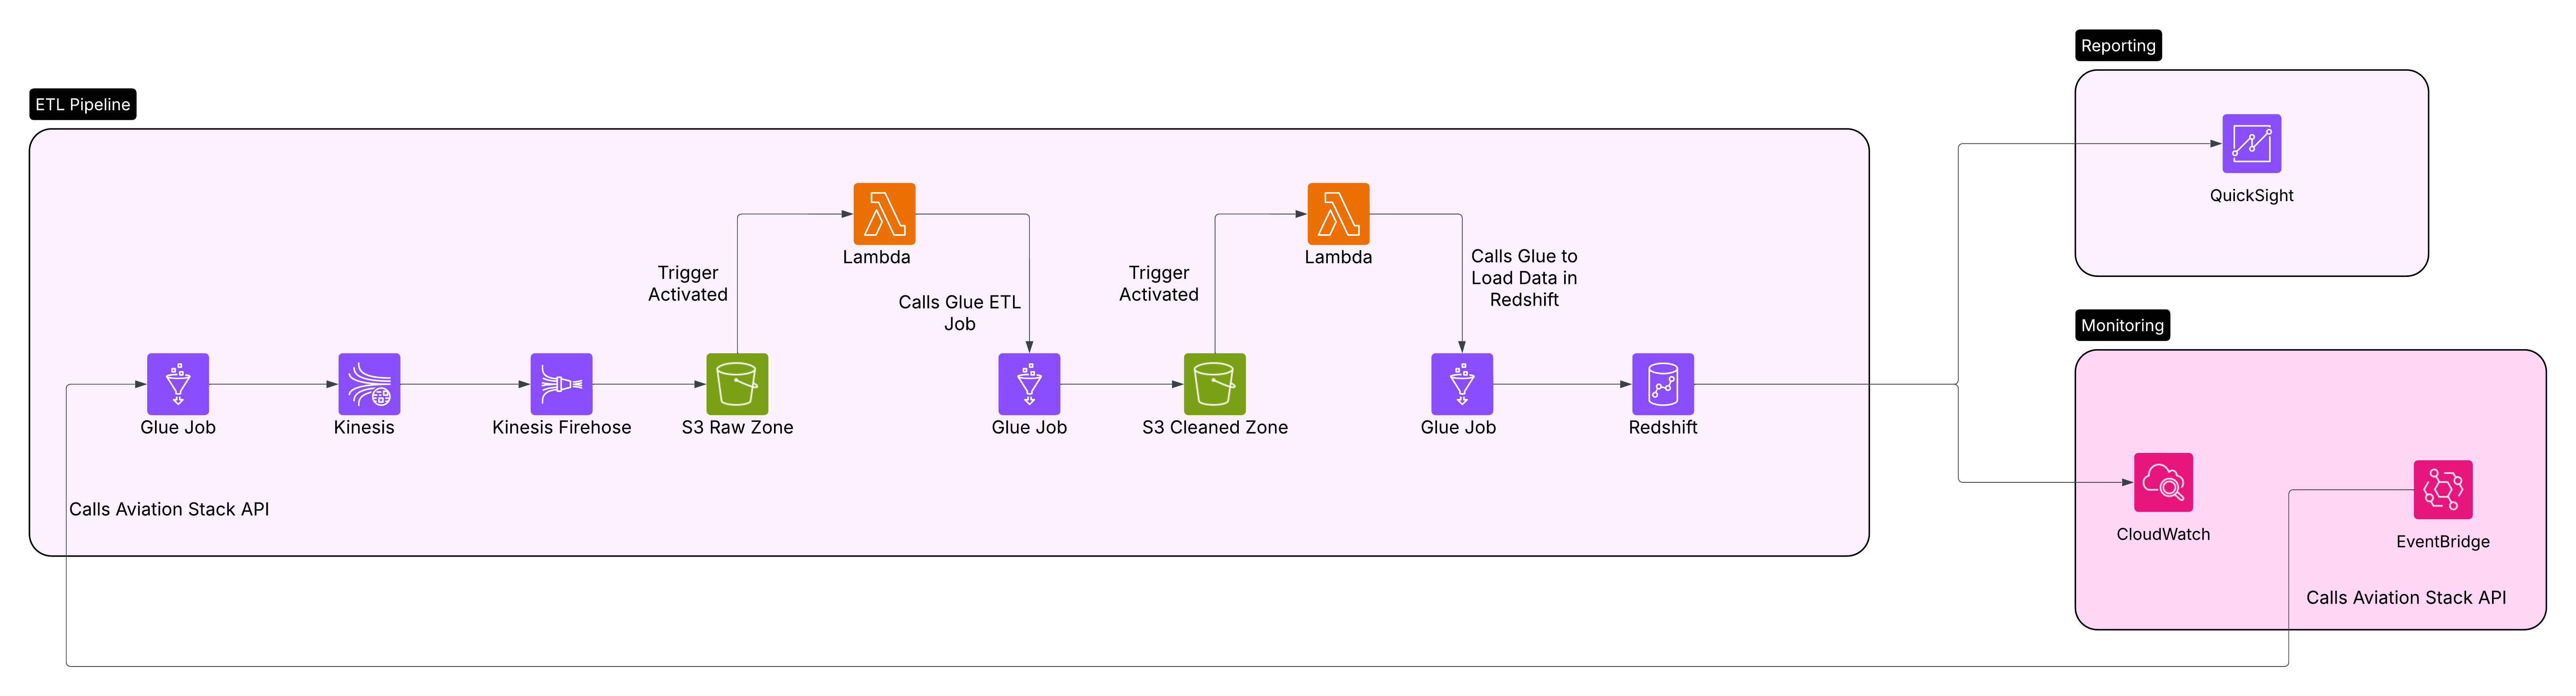 Reporting
ETL Pipeline
QuickSight
Lambda
Lambda
Trigger
Activated
Calls Glue ETL
Job
Trigger
Activated
Calls Glue to
Load Data in
Redshift
Monitoring
Glue Job
Kinesis
Kinesis Firehose
S3 Raw Zone
Glue Job
S3 Cleaned Zone
Glue Job
Redshift
Calls Aviation Stack API
CloudWatch
EventBridge
Calls Aviation Stack API